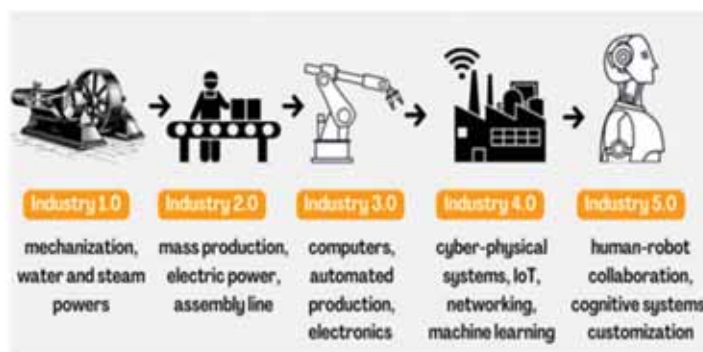 Industry 1.0
mechanization,
water and steam
powers
Industry 2.0
mass production,
electric power,
assembly line
Industry 3.0
computers,
automated
production,
electronics
Industry 4.0
cyber-physical
systems, IoT,
networking,
machine learning
Industry 5.0
human-robot
collaboration,
cognitive systems
customization